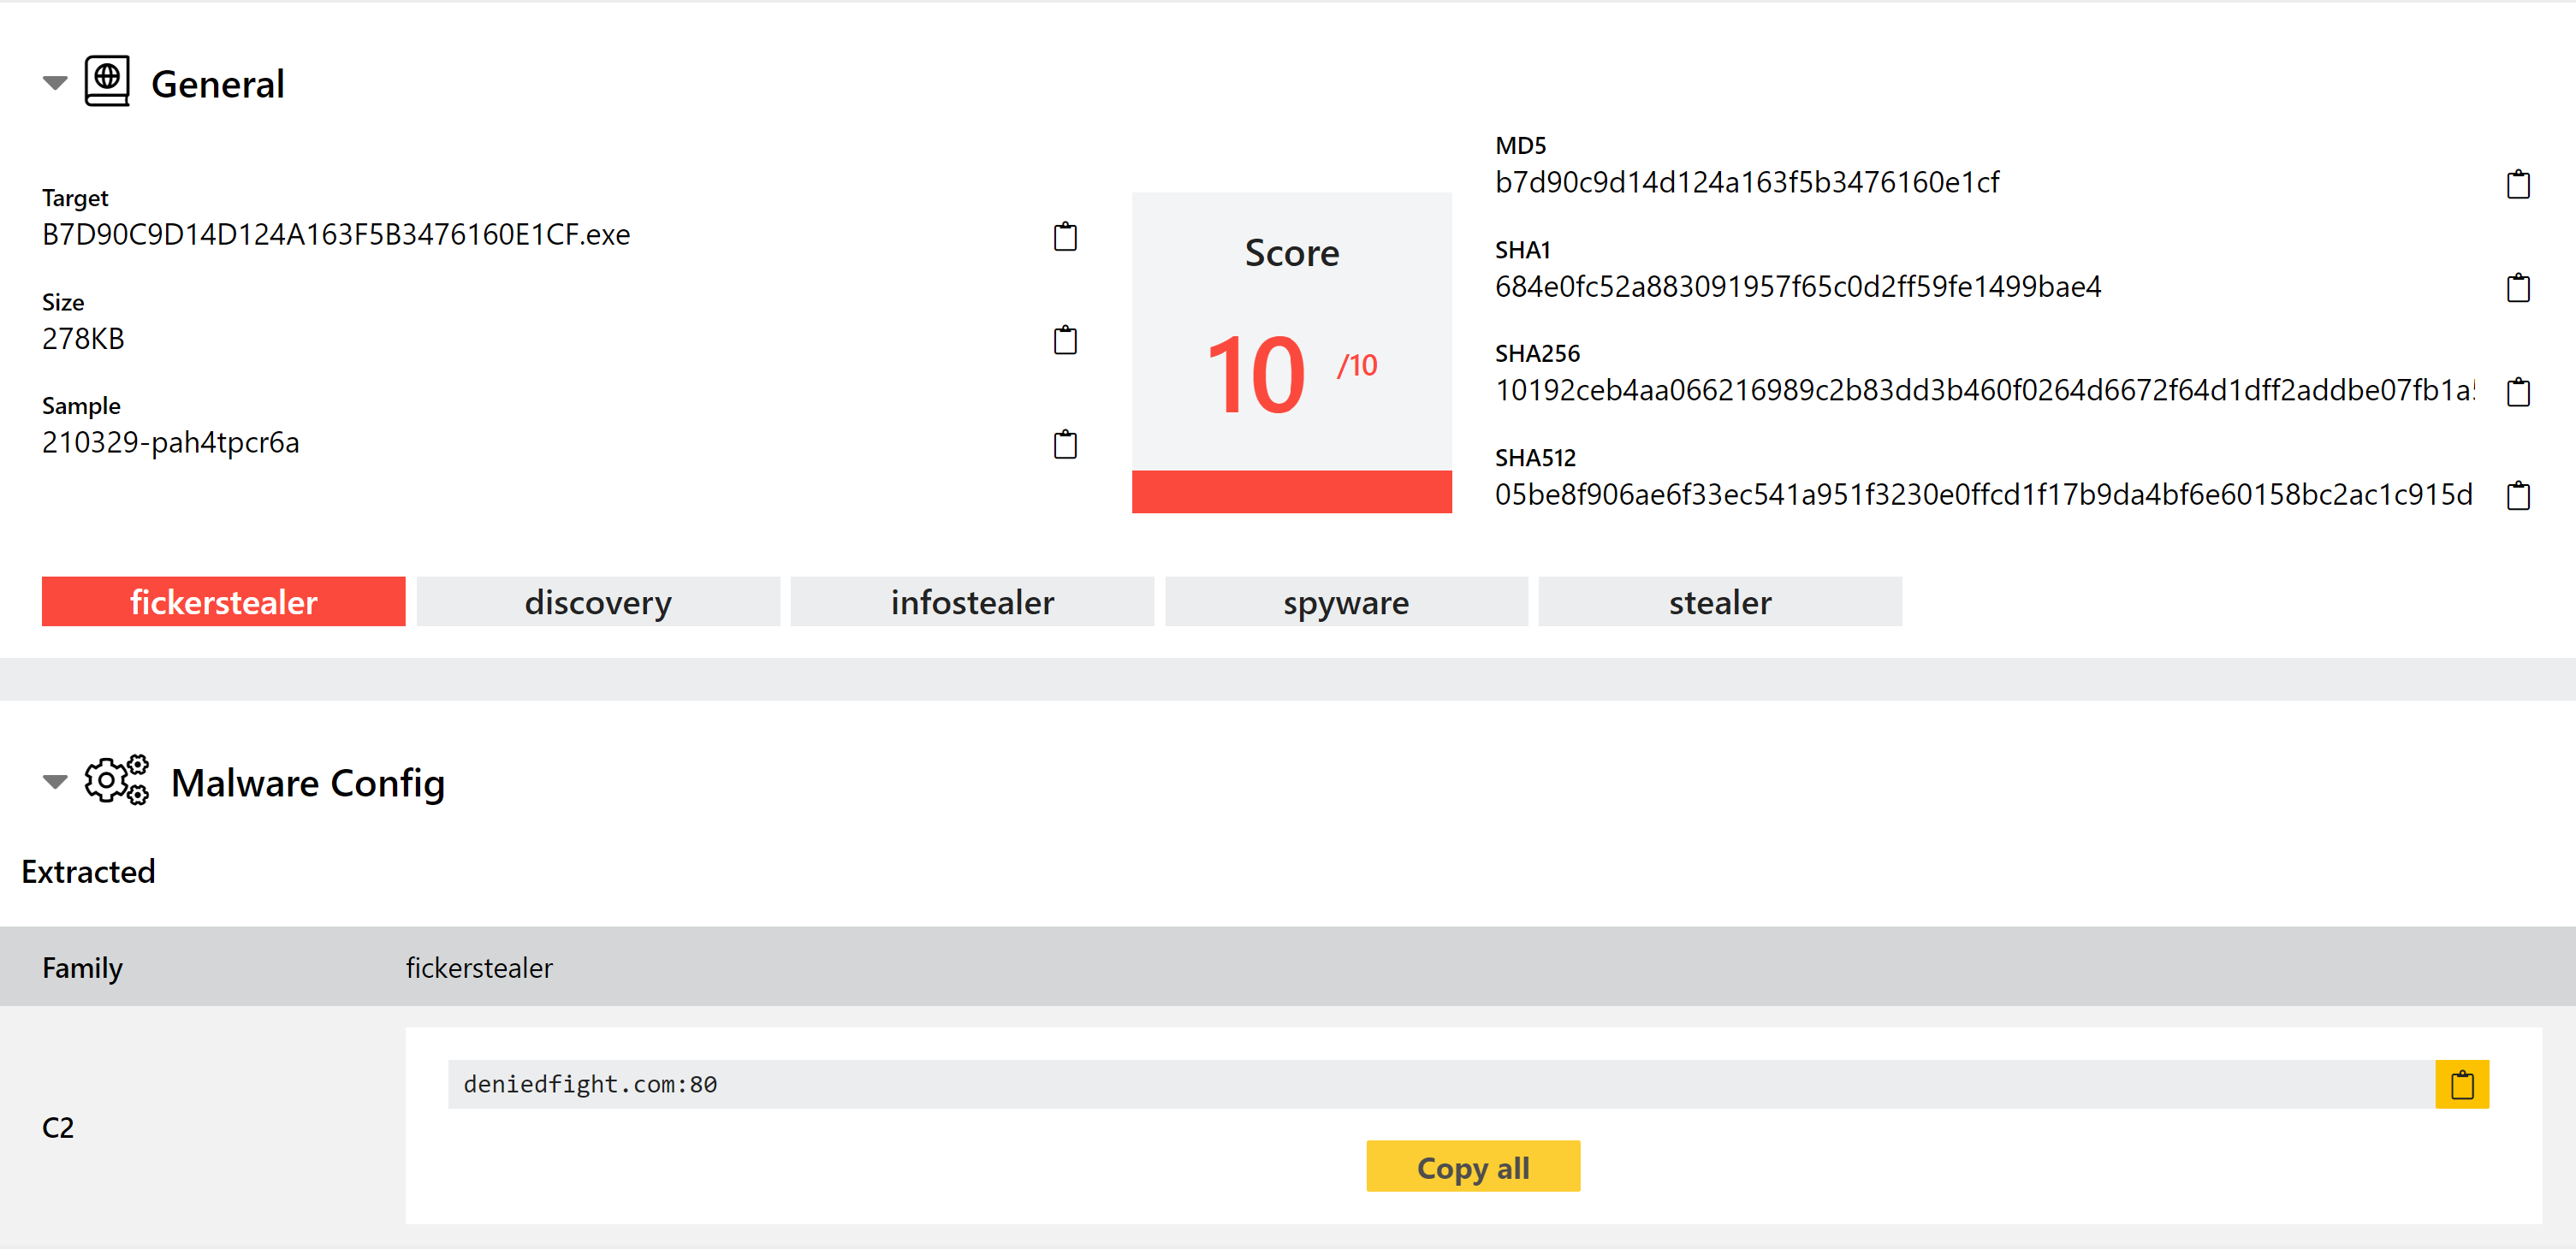 General
Target
B7D90C9D14D124A163F5B3476160E1CF.exe
Size
278KB
Sample
210329-pah4tpcr6a
Score
10 /10
MD5
b7d90c9d14d124a163f5b3476160e1cf
SHA1
684e0fc52a883091957f65c0d2ff59fe1499bae4
SHA256
10192ceb4aa066216989c2b83dd3b460f0264d6672f64d1dff2addbe07fb1a
SHA512
05be8f906ae6f33ec541a951f3230e0ffcd1f17b9da4bf6e60158bc2ac1c915d
fickerstealer
discovery
infostealer
spyware
stealer
Malware Config
Extracted
Family
fickerstealer
C2
deniedfight.com:80
Copy all